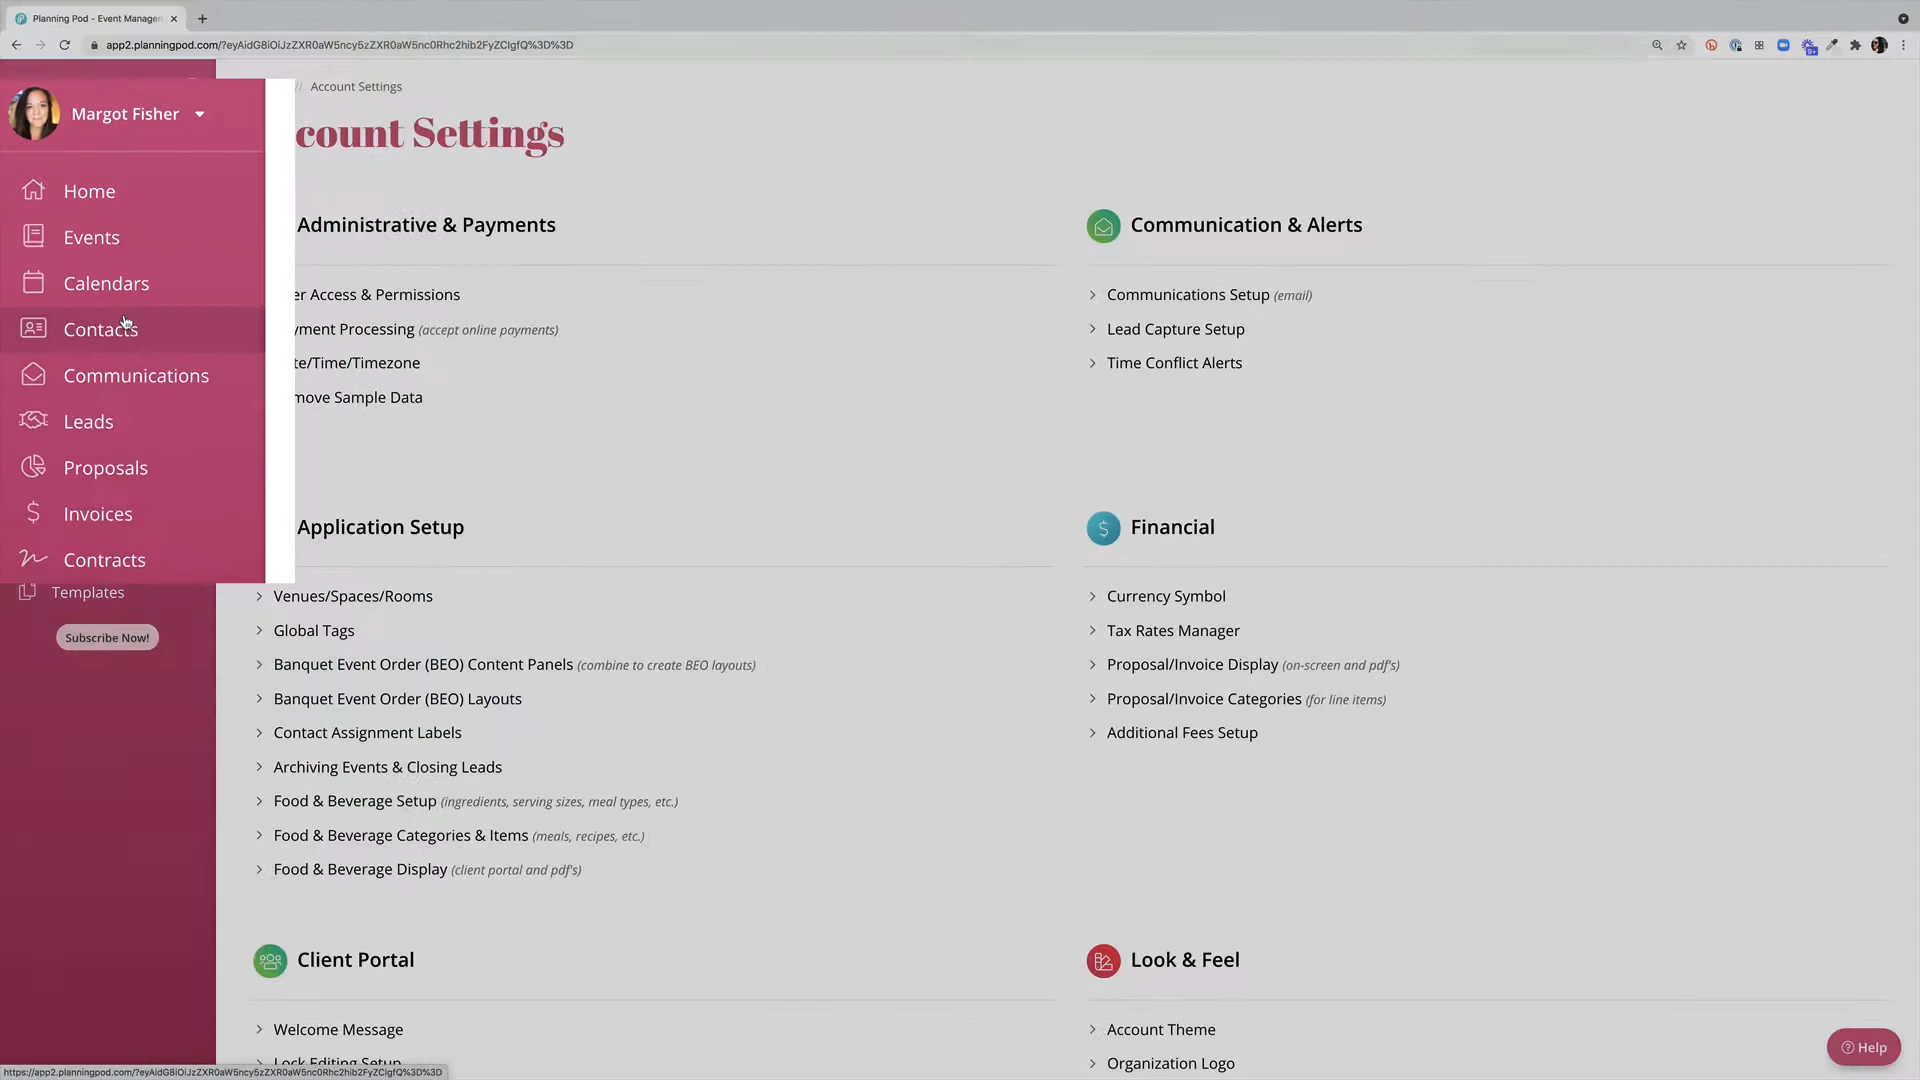 Planning Pod - Event Managem
app2.planningpod.com/?eyAidG8iOiJzZXR0aW5ncy5zZXR0aW5nc0Rhc2hib2FyZCIgfQ%3D%3D
Margot Fisher
Home
Events
Calendars
Contacts
Communications
Leads
Proposals
Invoices
Contracts
Templates
Subscribe Now!
// Account Settings
count Settings
Administrative & Payments
er Access & Permissions
yment Processing (accept online payments)
te/Time/Timezone
move Sample Data
Communication & Alerts
Communications Setup (email)
Lead Capture Setup
Time Conflict Alerts
Application Setup
Venues/Spaces/Rooms
Global Tags
Banquet Event Order (BEO) Content Panels (combine to create BEO layouts)
Banquet Event Order (BEO) Layouts
Contact Assignment Labels
Archiving Events & Closing Leads
Food & Beverage Setup (ingredients, serving sizes, meal types, etc.)
Food & Beverage Categories & Items (meals, recipes, etc.)
Food & Beverage Display (client portal and pdf's)
Financial
Currency Symbol
Tax Rates Manager
Proposal/Invoice Display (on-screen and pdf's)
Proposal/Invoice Categories (for line items)
Additional Fees Setup
Client Portal
Welcome Message
Lock Editing Setup
Look & Feel
Account Theme
Organization Logo
Help
https://app2.planningpod.com/?eyAidG8iOiJzZXR0aW5ncy5zZXR0aW5nc0Rhc2hib2FyZCIgfQ%3D%3D